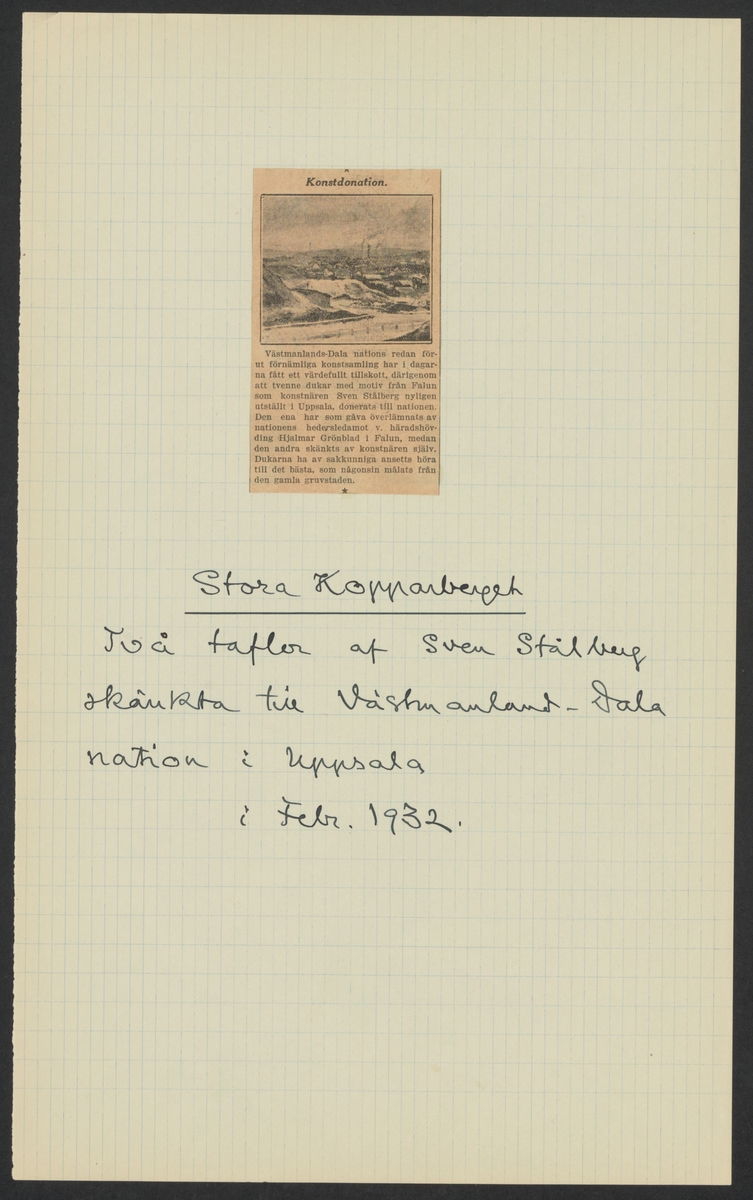 Konstdonation.
Västmanlands-Dala nations redan för-
ut förnämliga konstsamling har i dagar-
na fått ett värdefullt tillskott, därigenom
att tvenne dukar med motiv från Falun
som konstnären Sven Stålberg nyligen
utställt i Uppsala, donerats till nationen.
Den ena har som gåva överlämnats av
nationens hedersledamot v. häradshöv-
ding Hjalmar Grönblad i Falun, medan
den andra skänkts av konstnären själv.
Dukarna ha av sakkunniga ansetts höra
till det bästa, som någonsin målats från
den gamla gruvstaden.
Stora Kopparberget
Två taflor af Sven Stålberg
skänkta till Västmanland-Dala
nation i Uppsala
i Febr. 1932.